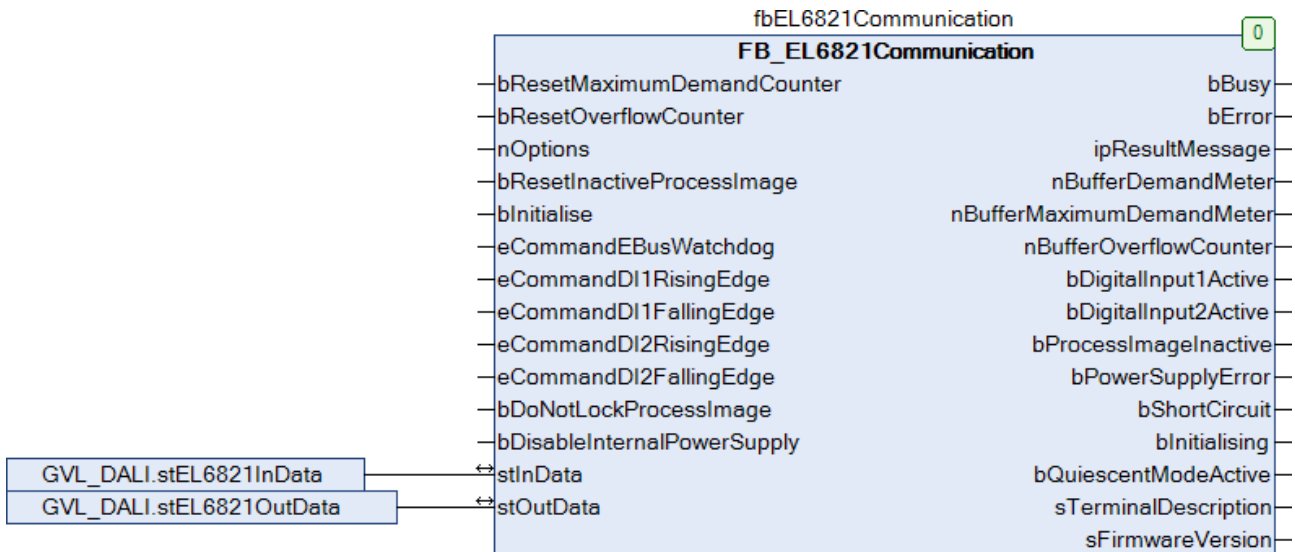 fbEL6821Communication
0
FB_EL6821Communication
bResetMaximumDemandCounter bBusy
bResetOverflowCounter bError
nOptions ipResultMessage
bResetInactiveProcessImage nBufferDemandMeter
bInitialise nBufferMaximumDemandMeter
eCommandEBusWatchdog nBufferOverflowCounter
eCommandDI1RisingEdge bDigitalInput1Active
eCommandDI1FallingEdge bDigitalInput2Active
eCommandDI2RisingEdge bProcessImageInactive
eCommandDI2FallingEdge bPowerSupplyError
bDoNotLockProcessImage bShortCircuit
bDisableInternalPowerSupply bInitialising
GVL_DALI.stEL6821InData stInData bQuiescentModeActive
GVL_DALI.stEL6821OutData stOutData sTerminalDescription
sFirmwareVersion